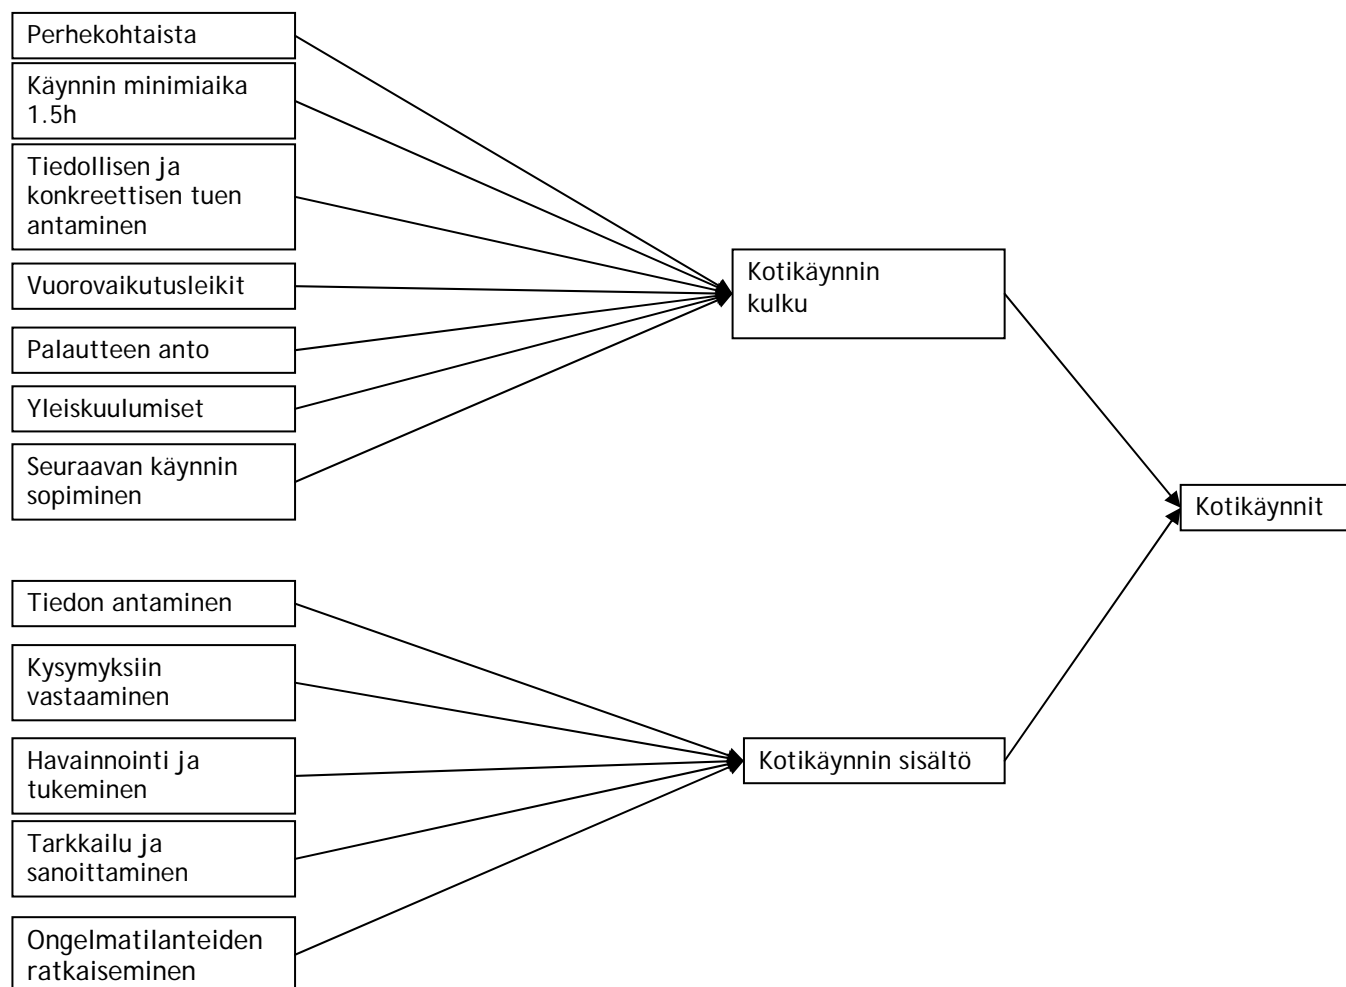 Perhekohtaista
Käynnin minimiaika
1.5h
Tiedollisen ja
konkreettisen tuen
antaminen
Vuorovaikutusleikit
Palautteen anto
Yleiskuulumiset
Seuraavan käynnin
sopiminen
Kotikäynnin
kulku
Kotikäynnit
Tiedon antaminen
Kysymyksiin
vastaaminen
Havainnointi ja
tukeminen
Tarkkailu ja
sanoittaminen
Ongelmatilanteiden
ratkaiseminen
Kotikäynnin sisältö